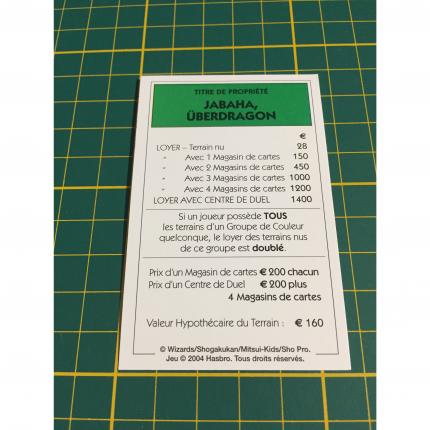 TITRE DE PROPRIÉTÉ
JABAHA,
ÜBERDRAGON
€
LOYER – Terrain nu 28
" Avec 1 Magasin de cartes 150
" Avec 2 Magasins de cartes 450
" Avec 3 Magasins de cartes 1000
" Avec 4 Magasins de cartes 1200
LOYER AVEC CENTRE DE DUEL 1400
Si un joueur possède TOUS
les terrains d'un Groupe de Couleur
quelconque, le loyer des terrains nus
de ce groupe est doublé.
Prix d'un Magasin de cartes € 200 chacun
Prix d'un Centre de Duel € 200 plus
4 Magasins de cartes
Valeur Hypothécaire du Terrain : € 160
© Wizards/Shogakukan/Mitsui-Kids/Sho Pro.
Jeu © 2004 Hasbro. Tous droits réservés.